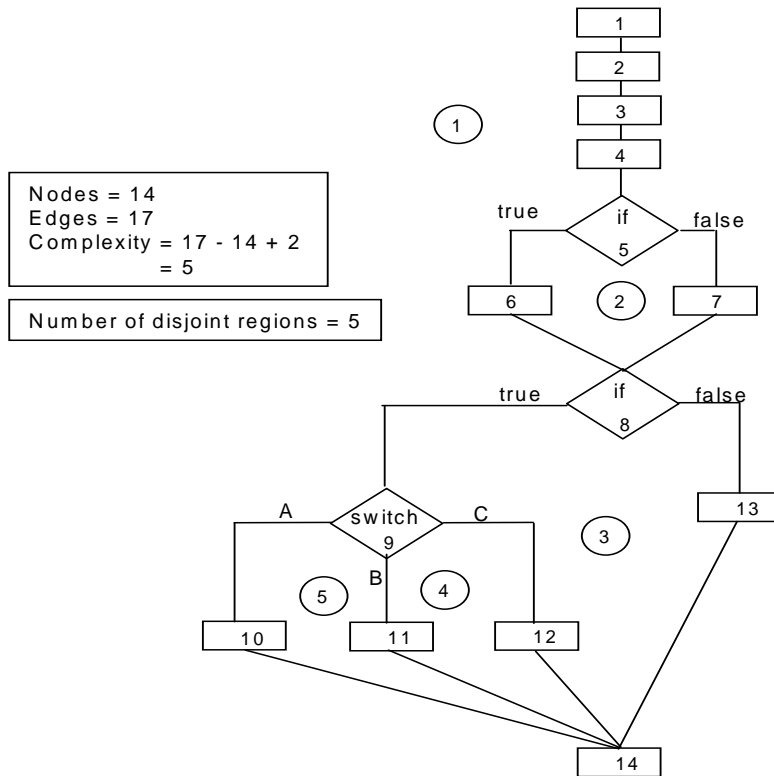 1
2
3
1
4
Nodes = 14
Edges = 17
Complexity = 17 - 14 + 2
= 5
Number of disjoint regions = 5
true
if
false
5
6
2
7
true
if
false
8
A
switch
C
13
9
3
B
5
4
10
11
12
14